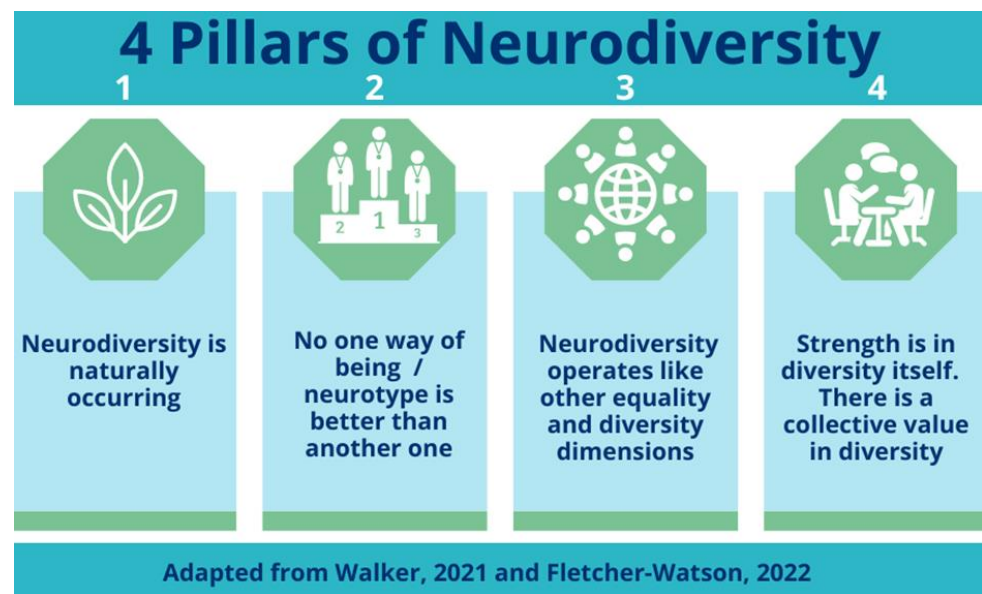 4 Pillars of Neurodiversity
1
2
3
4
2
1
3
Neurodiversity is
naturally
occurring
No one way of
being /
neurotype is
better than
another one
Neurodiversity
operates like
other equality
and diversity
dimensions
Strength is in
diversity itself.
There is a
collective value
in diversity
Adapted from Walker, 2021 and Fletcher-Watson, 2022